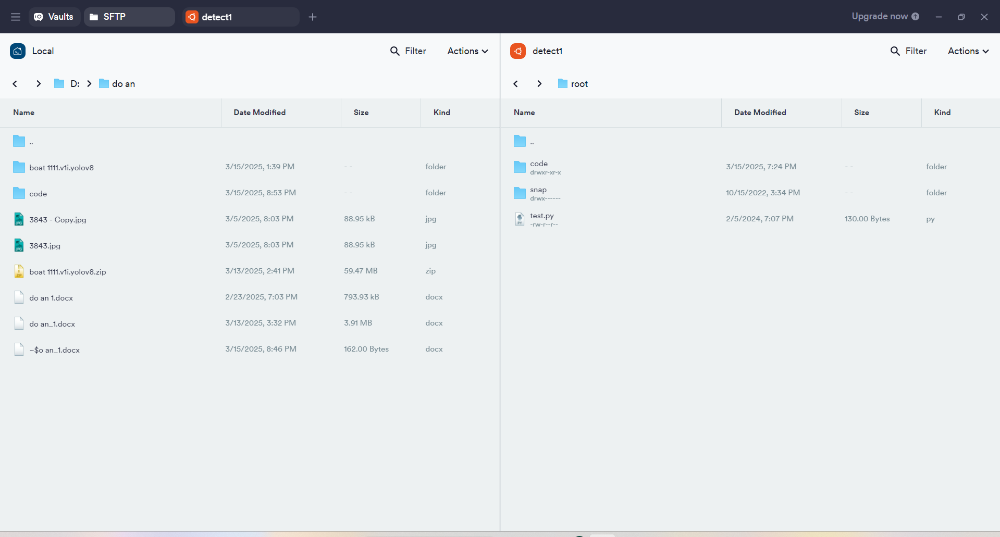 Vaults SFTP detect1 Upgrade now
Local Filter Actions
D: do an
Name Date Modified Size Kind
..
boat 1111.v1i.yolov8 3/15/2025, 1:39 PM - - folder
code 3/15/2025, 8:53 PM - - folder
3843 - Copy.jpg 3/5/2025, 8:03 PM 88.95 kB jpg
3843.jpg 3/5/2025, 8:03 PM 88.95 kB jpg
boat 1111.v1i.yolov8.zip 3/13/2025, 2:41 PM 59.47 MB zip
do an 1.docx 2/23/2025, 7:03 PM 793.93 kB docx
do an_1.docx 3/13/2025, 3:32 PM 3.91 MB docx
~$o an_1.docx 3/15/2025, 8:46 PM 162.00 Bytes docx
detect1 Filter Actions
root
Name Date Modified Size Kind
..
code 3/15/2025, 7:24 PM - - folder
drwxr-xr-x
snap 10/15/2022, 3:34 PM - - folder
drwx------
test.py 2/5/2024, 7:07 PM 130.00 Bytes py
-rw-r--r--